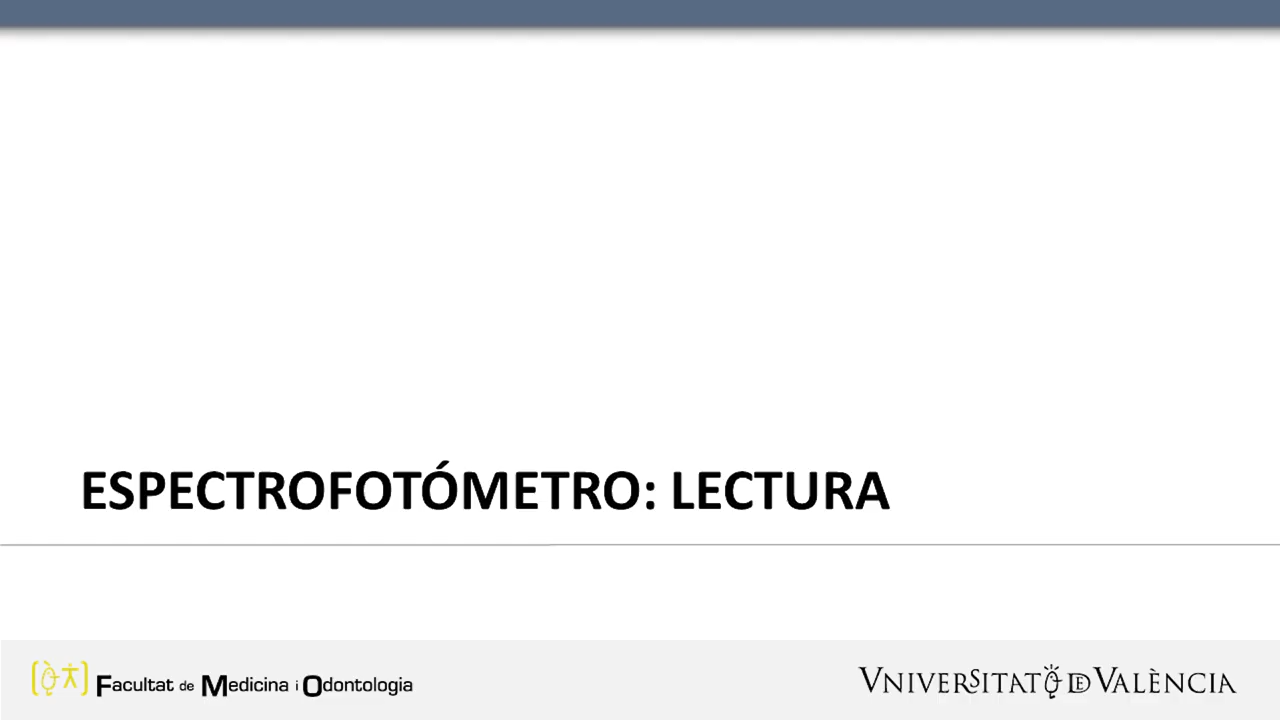 ESPECTROFOTÓMETRO: LECTURA
Facultat de Medicina i Odontologia
VNIVERSITAT DE VALÈNCIA